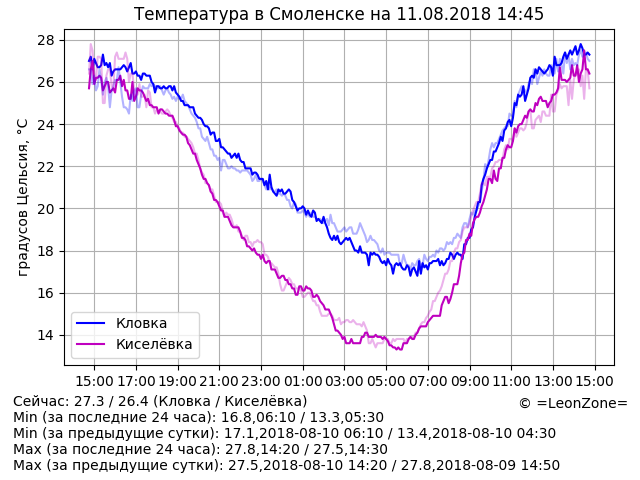 Температура в Смоленске на 11.08.2018 14:45
градусов Цельсия, °C
28
26
24
22
20
18
16
14
Кловка
Киселёвка
15:00 17:00 19:00 21:00 23:00 01:00 03:00 05:00 07:00 09:00 11:00 13:00 15:00
Сейчас: 27.3 / 26.4 (Кловка / Киселёвка)
© =LeonZone=
Min (за последние 24 часа): 16.8,06:10 / 13.3,05:30
Min (за предыдущие сутки): 17.1,2018-08-10 06:10 / 13.4,2018-08-10 04:30
Max (за последние 24 часа): 27.8,14:20 / 27.5,14:30
Max (за предыдущие сутки): 27.5,2018-08-10 14:20 / 27.8,2018-08-09 14:50